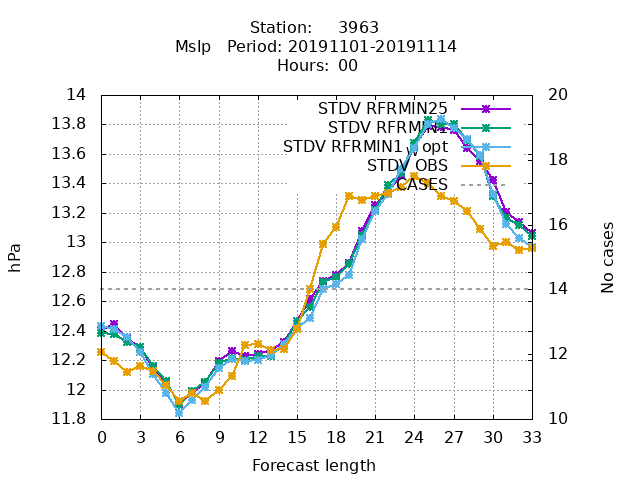 Station: 3963
Mslp Period: 20191101-20191114
Hours: 00
14
13.8
13.6
13.4
13.2
13
12.8
12.6
12.4
12.2
12
11.8
hPa
STDV RFRMIN25
STDV RFRMIN1
STDV RFRMIN1_opt
STDV OBS
CASES
20
18
16
14
12
10
No cases
0 3 6 9 12 15 18 21 24 27 30 33
Forecast length